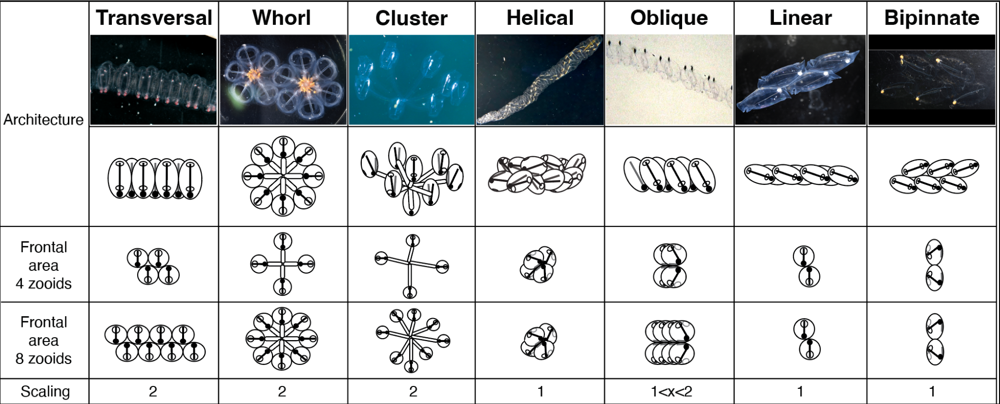 Transversal Whorl Cluster Helical Oblique Linear Bipinnate
Architecture
Frontal
area
4 zooids
Frontal
area
8 zooids
Scaling 2 2 2 1 1<x<2 1 1